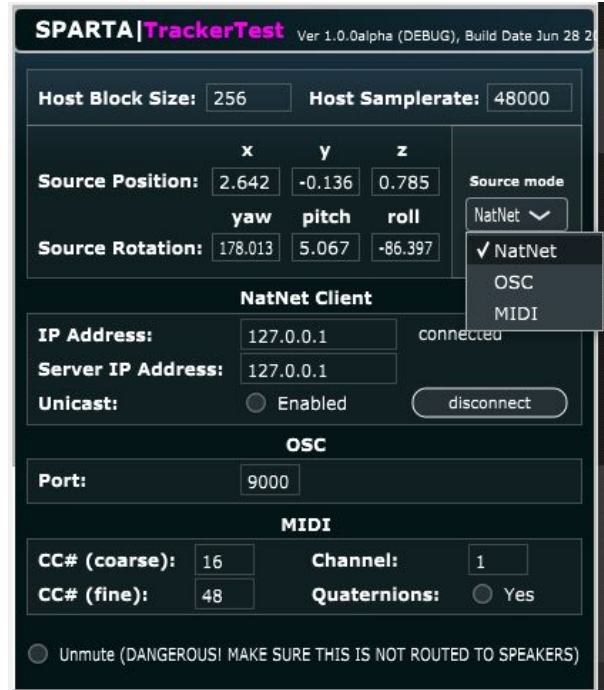 SPARTA|TrackerTest Ver 1.0.0alpha (DEBUG), Build Date Jun 28
Host Block Size: 256 Host Samplerate: 48000
x y z
Source Position: 2.642 -0.136 0.785 Source mode
yaw pitch roll NatNet
Source Rotation: 178.013 5.067 -86.397 ✓ NatNet
OSC
NatNet Client MIDI
IP Address: 127.0.0.1 connected
Server IP Address: 127.0.0.1
Unicast: Enabled disconnect
OSC
Port: 9000
MIDI
CC# (coarse): 16 Channel: 1
CC# (fine): 48 Quaternions: Yes
Unmute (DANGEROUS! MAKE SURE THIS IS NOT ROUTED TO SPEAKERS)